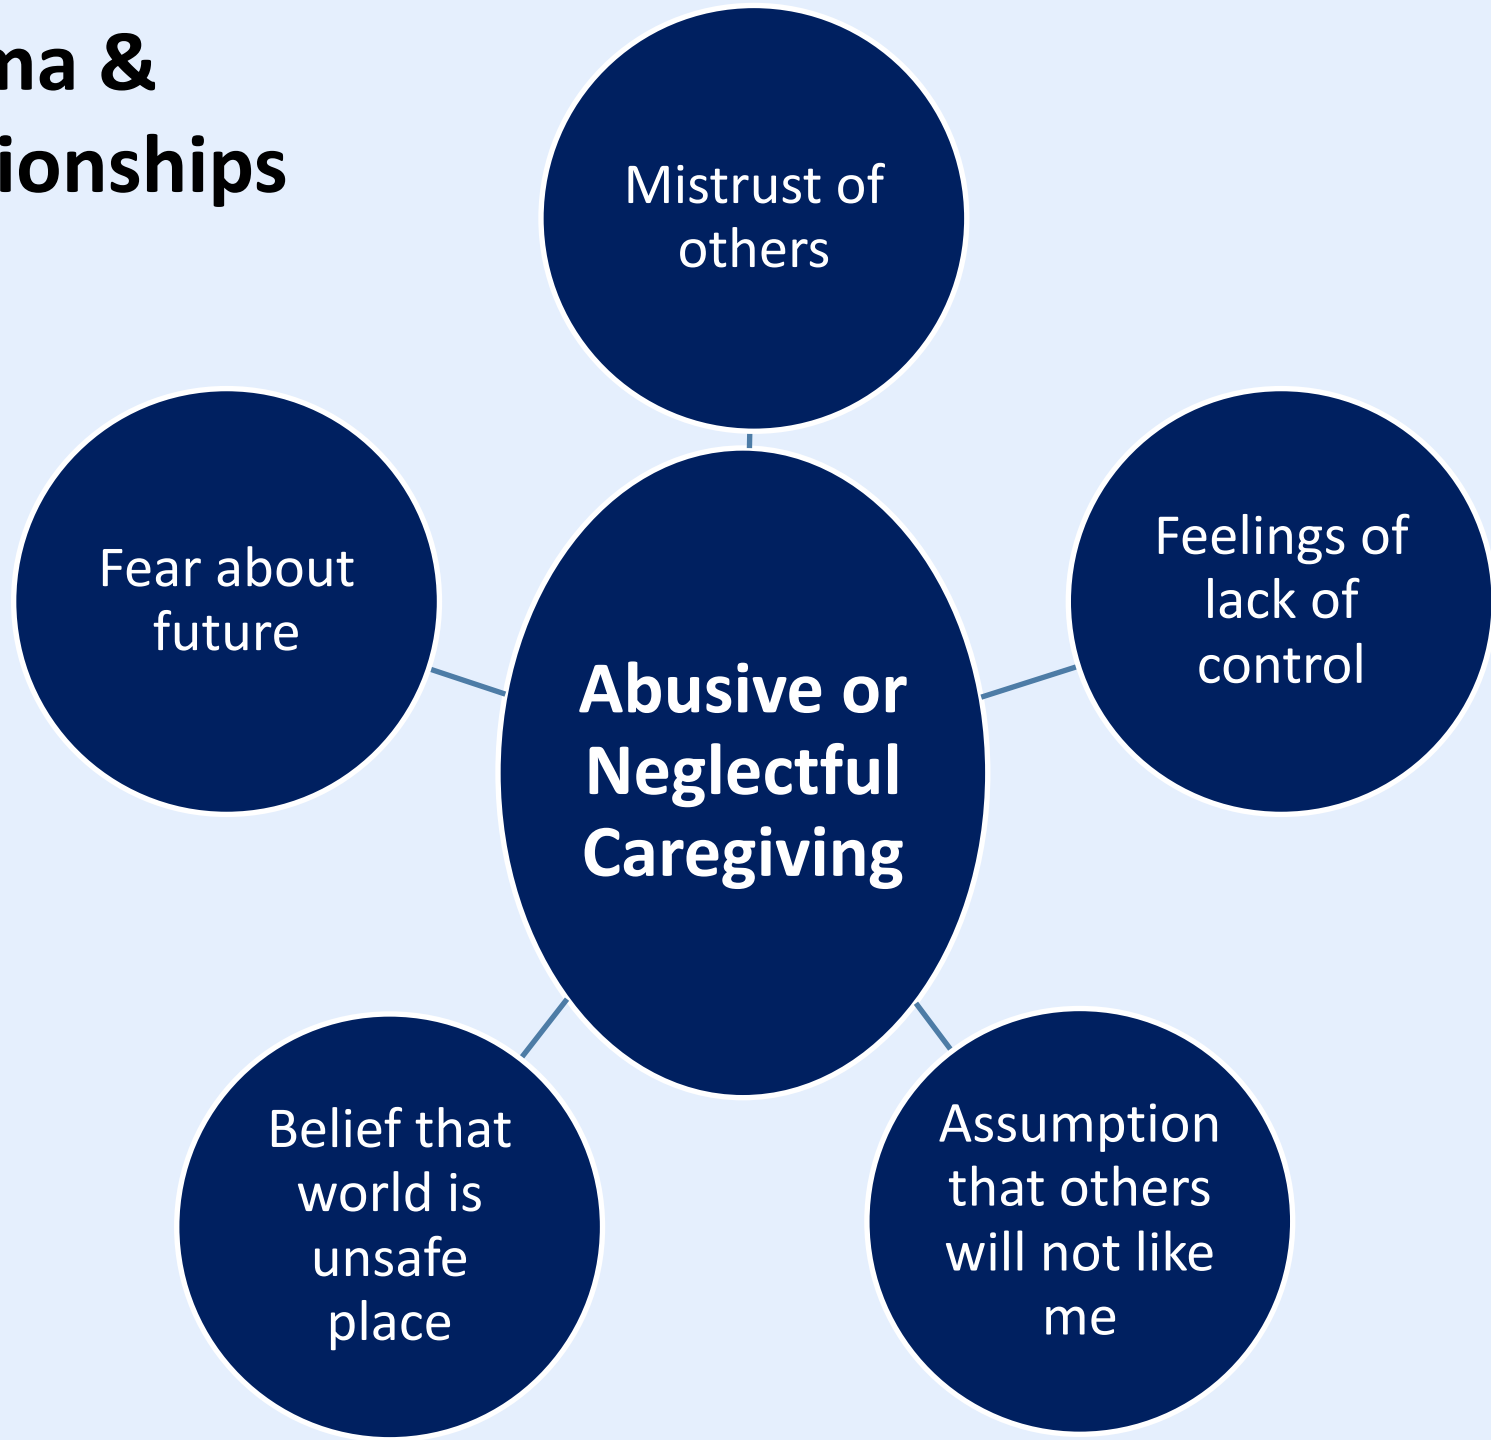 ma &
ionships
Mistrust of
others
Feelings of
lack of
control
Assumption
that others
will not like
me
Belief that
world is
unsafe
place
Fear about
future
Abusive or
Neglectful
Caregiving